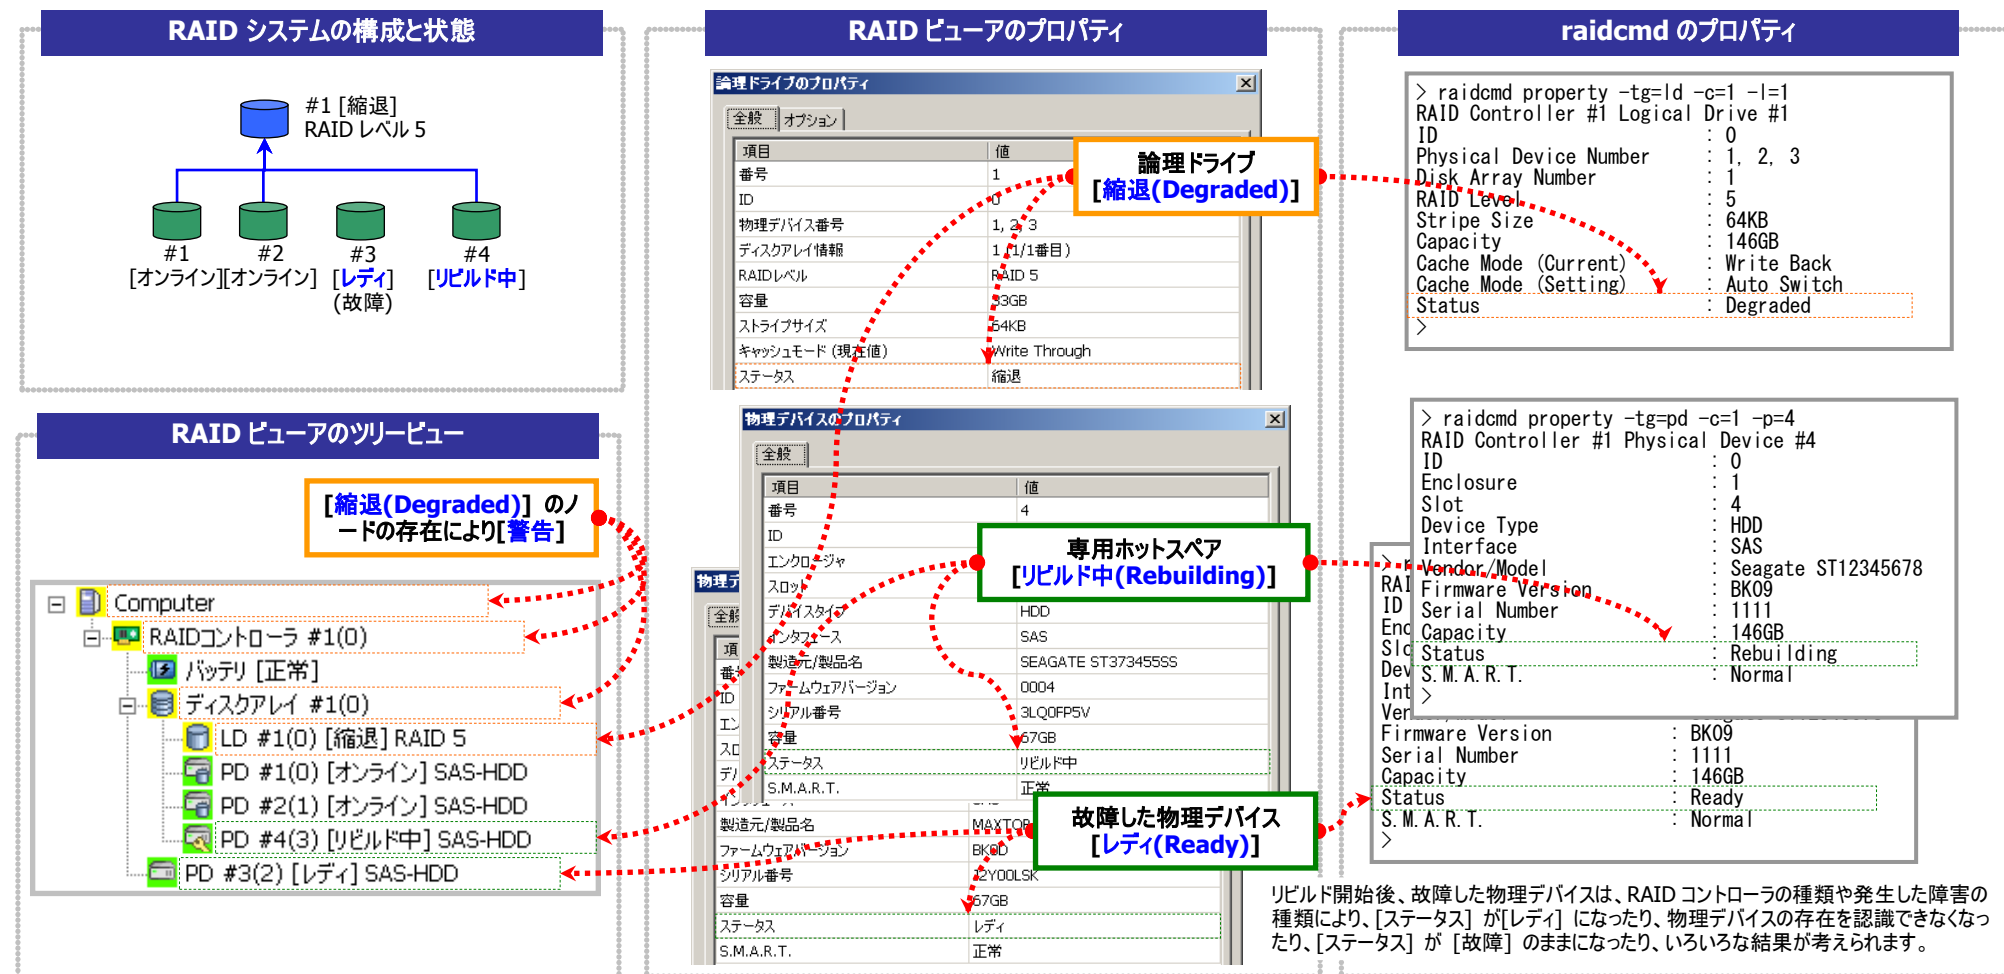 RAID システムの構成と状態
#1 [縮退]
RAID レベル 5
#1
[オンライン]
#2
[オンライン]
#3
[レディ]
(故障)
#4
[リビルド中]
RAID ビューアのツリービュー
[縮退(Degraded)] のノ
ードの存在により[警告]
Computer
RAIDコントローラ #1(0)
バッテリ [正常]
ディスクアレイ #1(0)
LD #1(0) [縮退] RAID 5
PD #1(0) [オンライン] SAS-HDD
PD #2(1) [オンライン] SAS-HDD
PD #4(3) [リビルド中] SAS-HDD
PD #3(2) [レディ] SAS-HDD
RAID ビューアのプロパティ
論理ドライブのプロパティ
全般 オプション
項目 値
番号 1
ID 0
物理デバイス番号 1, 2, 3
ディスクアレイ情報 1 (1/1番目)
RAIDレベル RAID 5
容量 33GB
ストライプサイズ 64KB
キャッシュモード (現在値) Write Through
ステータス 縮退
論理ドライブ
[縮退(Degraded)]
物理デバイスのプロパティ
全般
項目 値
番号 4
ID
エンクロージャ
スロット
デバイスタイプ HDD
インタフェース SAS
製造元/製品名 SEAGATE ST373455SS
ファームウェアバージョン 0004
シリアル番号 3LQ0FP5V
容量 67GB
ステータス リビルド中
S.M.A.R.T. 正常
専用ホットスペア
[リビルド中(Rebuilding)]
物理デ
全般
項
番
ID
エン
スロ
デバ
製造元/製品名 MAXTOR
ファームウェアバージョン BK0D
シリアル番号 J2Y00LSK
容量 67GB
ステータス レディ
S.M.A.R.T. 正常
故障した物理デバイス
[レディ(Ready)]
raidcmd のプロパティ
> raidcmd property -tg=ld -c=1 -l=1
RAID Controller #1 Logical Drive #1
ID : 0
Physical Device Number : 1, 2, 3
Disk Array Number : 1
RAID Level : 5
Stripe Size : 64KB
Capacity : 146GB
Cache Mode (Current) : Write Back
Cache Mode (Setting) : Auto Switch
Status : Degraded
>
> raidcmd property -tg=pd -c=1 -p=4
RAID Controller #1 Physical Device #4
ID : 0
Enclosure : 1
Slot : 4
Device Type : HDD
Interface : SAS
Vendor/Model : Seagate ST12345678
Firmware Version : BK09
Serial Number : 1111
Capacity : 146GB
Status : Rebuilding
S.M.A.R.T. : Normal
>
> r
RAI
ID
Enc
Slo
Dev
Int
Ven
Firmware Version : BK09
Serial Number : 1111
Capacity : 146GB
Status : Ready
S.M.A.R.T. : Normal
>
リビルド開始後、故障した物理デバイスは、RAID コントローラの種類や発生した障害の
種類により、[ステータス] が[レディ] になったり、物理デバイスの存在を認識できなくなっ
たり、[ステータス] が [故障] のままになったり、いろいろな結果が考えられます。